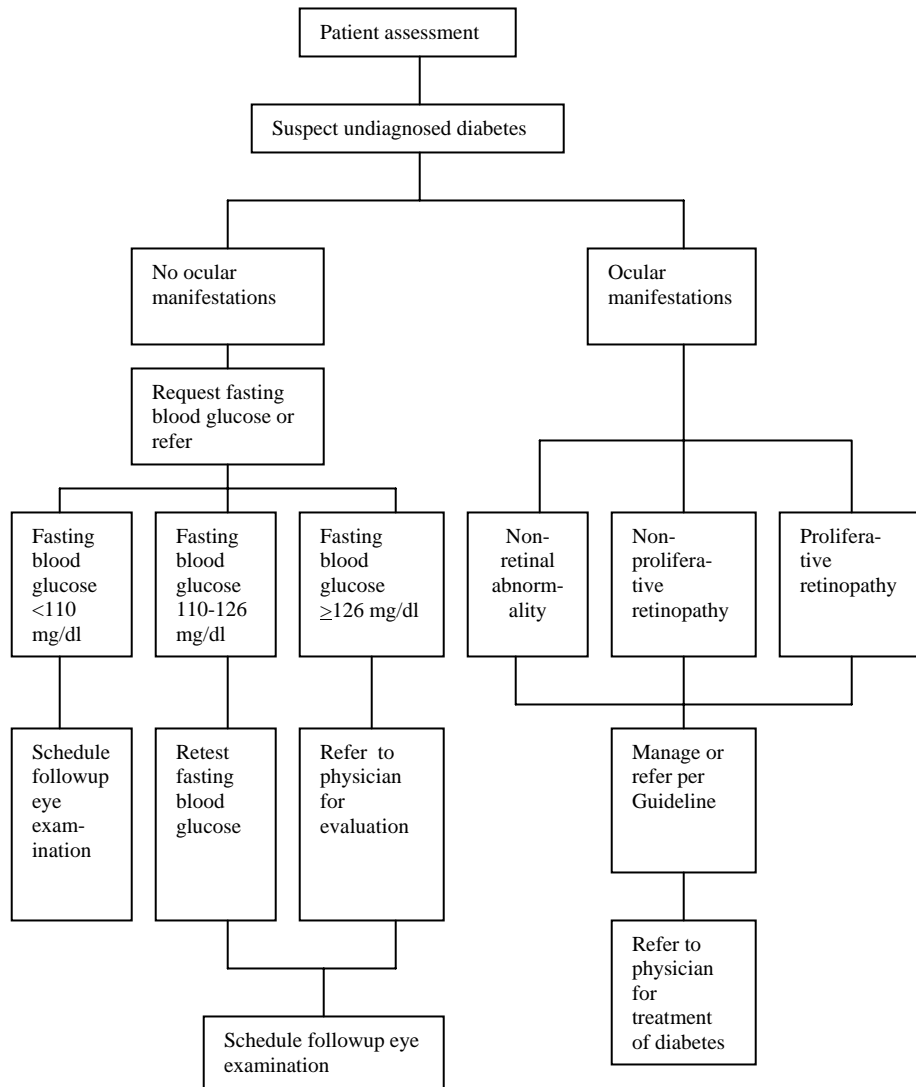 Patient assessment
Suspect undiagnosed diabetes
No ocular
manifestations
Ocular
manifestations
Request fasting
blood glucose or
refer
Fasting
blood
glucose
<110
mg/dl
Fasting
blood
glucose
110-126
mg/dl
Fasting
blood
glucose
≥126 mg/dl
Non-
retinal
abnorm-
ality
Non-
proliferative
retinopathy
Prolifera-
tive
retinopathy
Schedule
followup
eye
exam-
ination
Retest
fasting
blood
glucose
Refer to
physician
for
evaluation
Manage or
refer per
Guideline
Refer to
physician
for
treatment
of diabetes
Schedule followup eye
examination